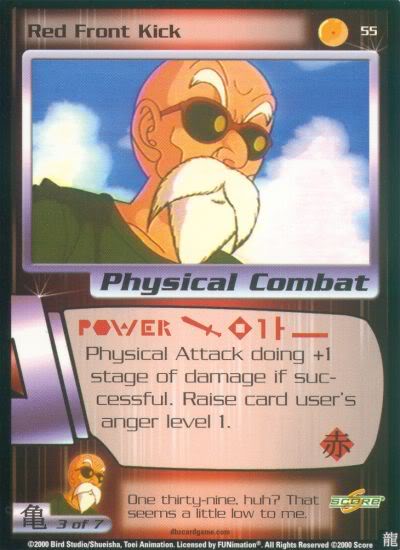 Red Front Kick
55
Physical Combat
POWER
Physical Attack doing +1
stage of damage if suc-
cessful. Raise card user's
anger level 1.
赤
One thirty-nine, huh? That
seems a little low to me.
SCORE
亀
3 of 7
dbzcardgame.com
龍
©2000 Bird Studio/Shueisha, Toei Animation. Licensed by FUNimation®. All Rights Reserved ©2000 Score